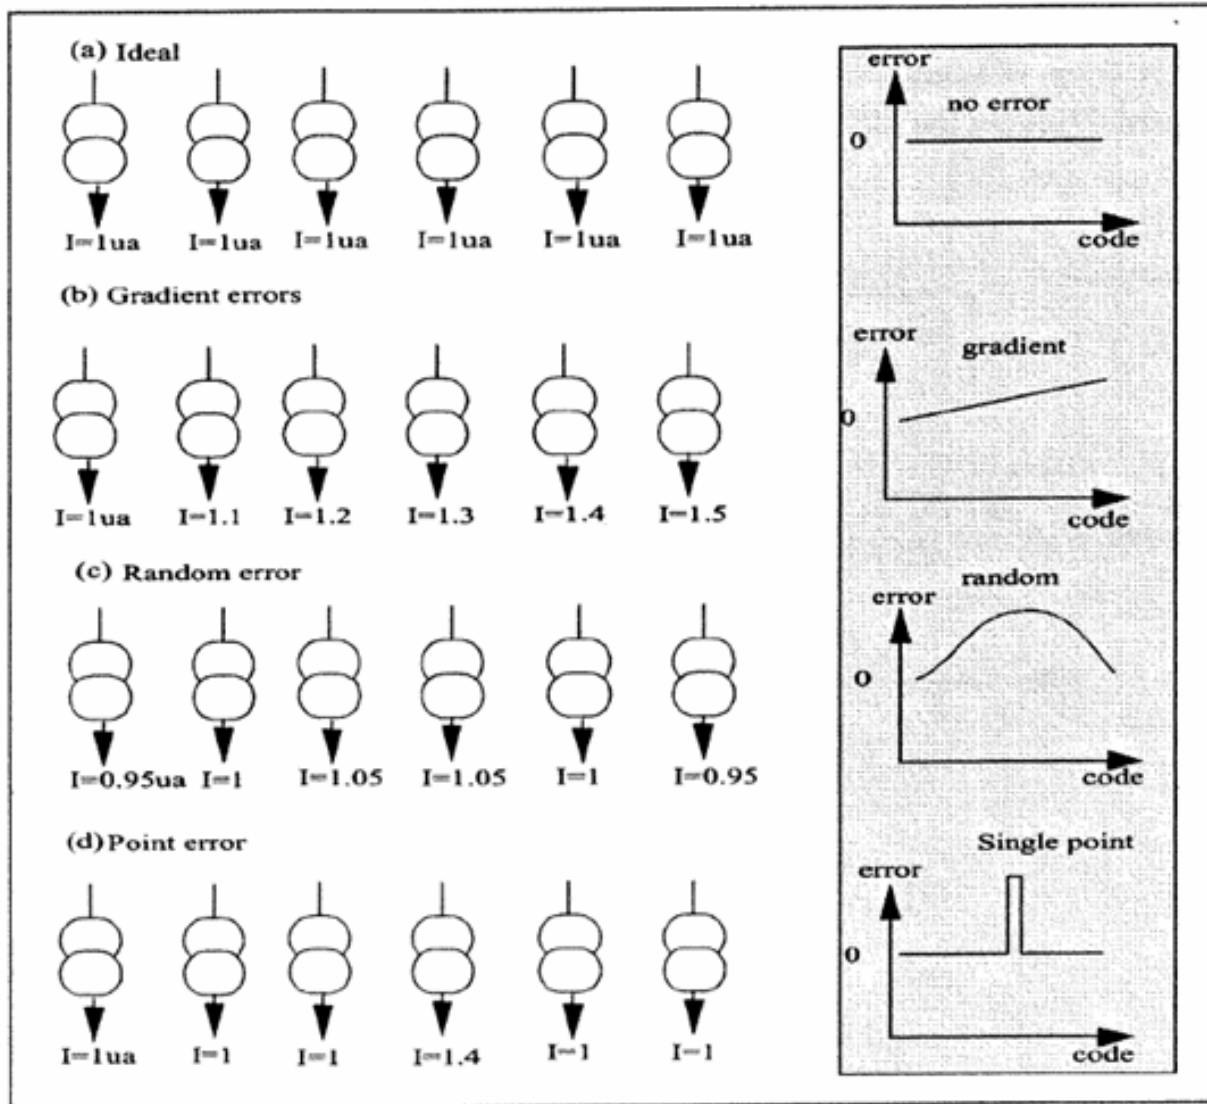 (a) Ideal
I=1ua I=1ua I=1ua I=1ua I=1ua I=1ua
error
no error
0
code
(b) Gradient errors
I=1ua I=1.1 I=1.2 I=1.3 I=1.4 I=1.5
error
gradient
0
code
(c) Random error
I=0.95ua I=1 I=1.05 I=1.05 I=1 I=0.95
random
error
0
code
(d) Point error
I=1ua I=1 I=1 I=1.4 I=1 I=1
Single point
error
0
code